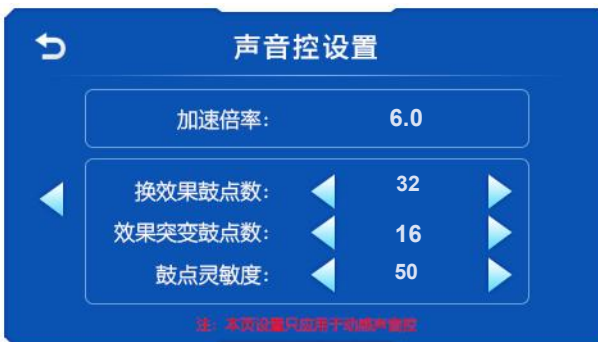 声音控设置
加速倍率： 6.0
换效果鼓点数： 32
效果突变鼓点数： 16
鼓点灵敏度： 50
注：本页设置只应用于动感声音控